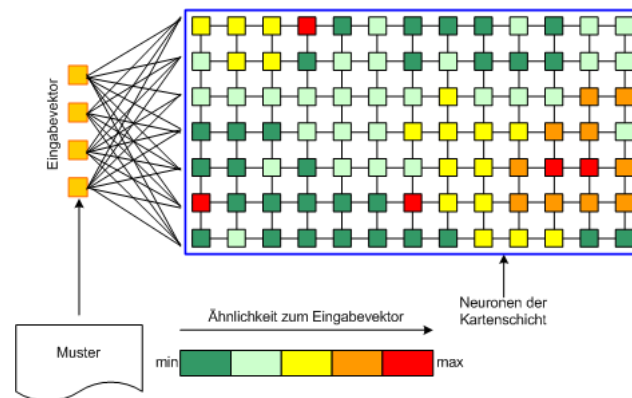 Eingabevektor
Neuronen der
Kartenschicht
Ähnlichkeit zum Eingabevektor
Muster
min
max